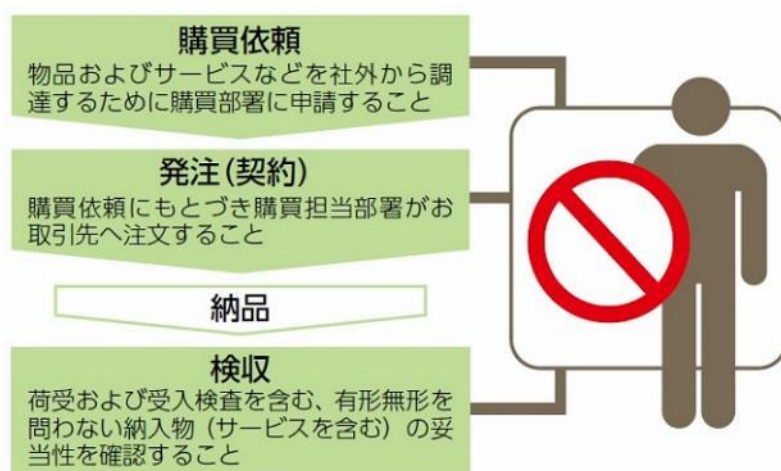 購買依頼
物品およびサービスなどを社外から調
達するために購買部署に申請すること
発注(契約)
購買依頼にもとづき購買担当部署がお
取引先へ注文すること
納品
検収
荷受および受入検査を含む、有形無形を
問わない納入物（サービスを含む）の妥
当性を確認すること